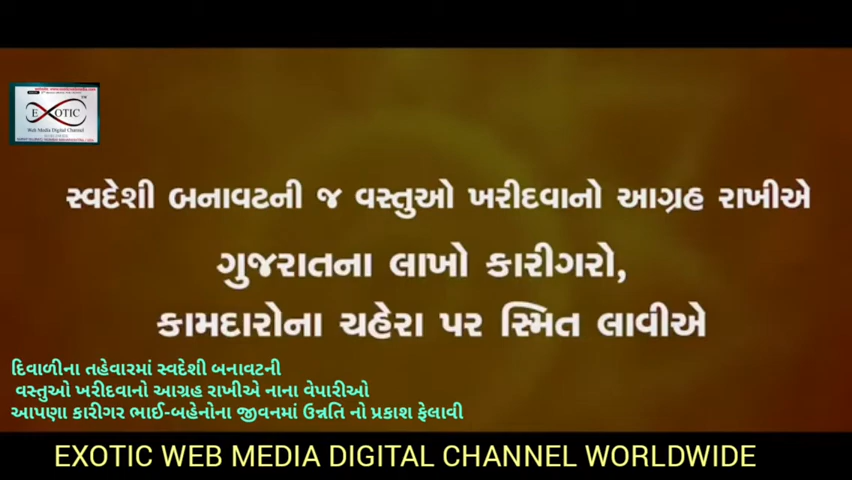 EXOTIC
Web Media Digital Channel
સ્વદેશી બનાવટની જ વસ્તુઓ ખરીદવાનો આગ્રહ રાખીએ
ગુજરાતના લાખો કારીગરો,
કામદારોના ચહેરા પર સ્મિત લાવીએ
દિવાળીના તહેવારમાં સ્વદેશી બનાવટની
વસ્તુઓ ખરીદવાનો આગ્રહ રાખીએ નાના વેપારીઓ
આપણા કારીગર ભાઈ-બહેનોના જીવનમાં ઉન્નતિ નો પ્રકાશ ફેલાવી
EXOTIC WEB MEDIA DIGITAL CHANNEL WORLDWIDE